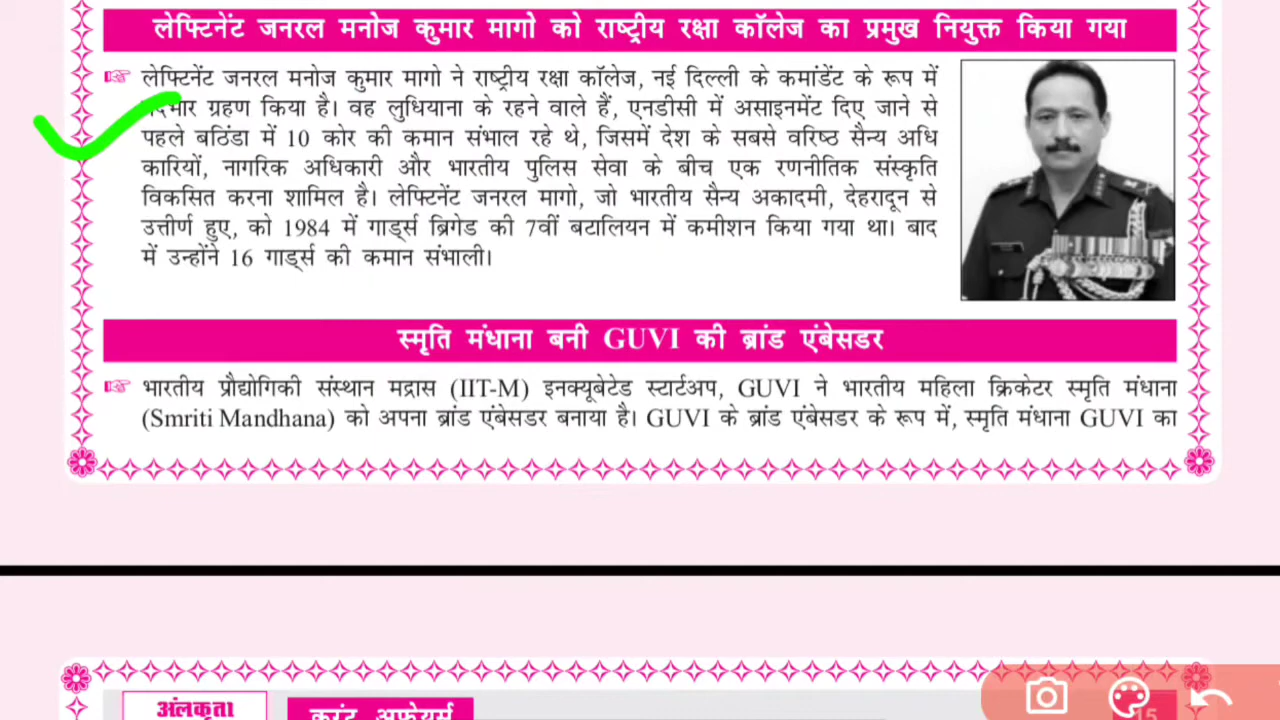 लेफ्टिनेंट जनरल मनोज कुमार मागो को राष्ट्रीय रक्षा कॉलेज का प्रमुख नियुक्त किया गया
लेफ्टिनेंट जनरल मनोज कुमार मागो ने राष्ट्रीय रक्षा कॉलेज, नई दिल्ली के कमांडेंट के रूप में
ग्रहण किया है। वह लुधियाना के रहने वाले हैं, एनडीसी में असाइनमेंट दिए जाने से
पहले बठिंडा में 10 कोर की कमान संभाल रहे थे, जिसमें देश के सबसे वरिष्ठ सैन्य अधि
कारियों, नागरिक अधिकारी और भारतीय पुलिस सेवा के बीच एक रणनीतिक संस्कृति
विकसित करना शामिल है। लेफ्टिनेंट जनरल मागो, जो भारतीय सैन्य अकादमी, देहरादून से
उत्तीर्ण हुए, को 1984 में गार्ड्स ब्रिगेड की 7वीं बटालियन में कमीशन किया गया था। बाद
में उन्होंने 16 गार्ड्स की कमान संभाली।
स्मृति मंधाना बनी GUVI की ब्रांड एंबेसडर
भारतीय प्रौद्योगिकी संस्थान मद्रास (IIT-M) इनक्यूबेटेड स्टार्टअप, GUVI ने भारतीय महिला क्रिकेटर स्मृति मंधाना
(Smriti Mandhana) को अपना ब्रांड एंबेसडर बनाया है। GUVI के ब्रांड एंबेसडर के रूप में, स्मृति मंधाना GUVI का
अंलकृता
करंट अफेयर्स
15